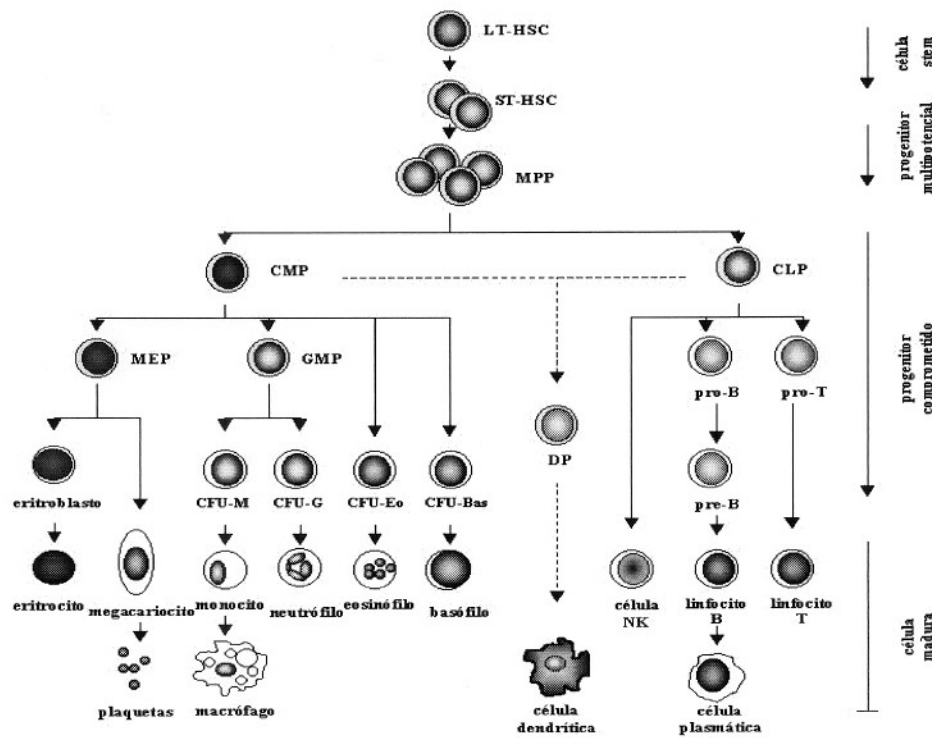 LT-HSC
célula
stem
ST-HSC
progenitor
multipotencial
MPP
CMP
CLP
MEP
GMP
pro-B
pro-T
progenitor
comprometido
DP
eritroblasto
CFU-M
CFU-G
CFU-Eo
CFU-Bas
pre-B
eritrocito
megacariocito
monocito
neutrófilo
eosinófilo
basófilo
célula
NK
linfocito
B
linfocito
T
célula
madura
plaquetas
macrófago
célula
dendrítica
célula
plasmática